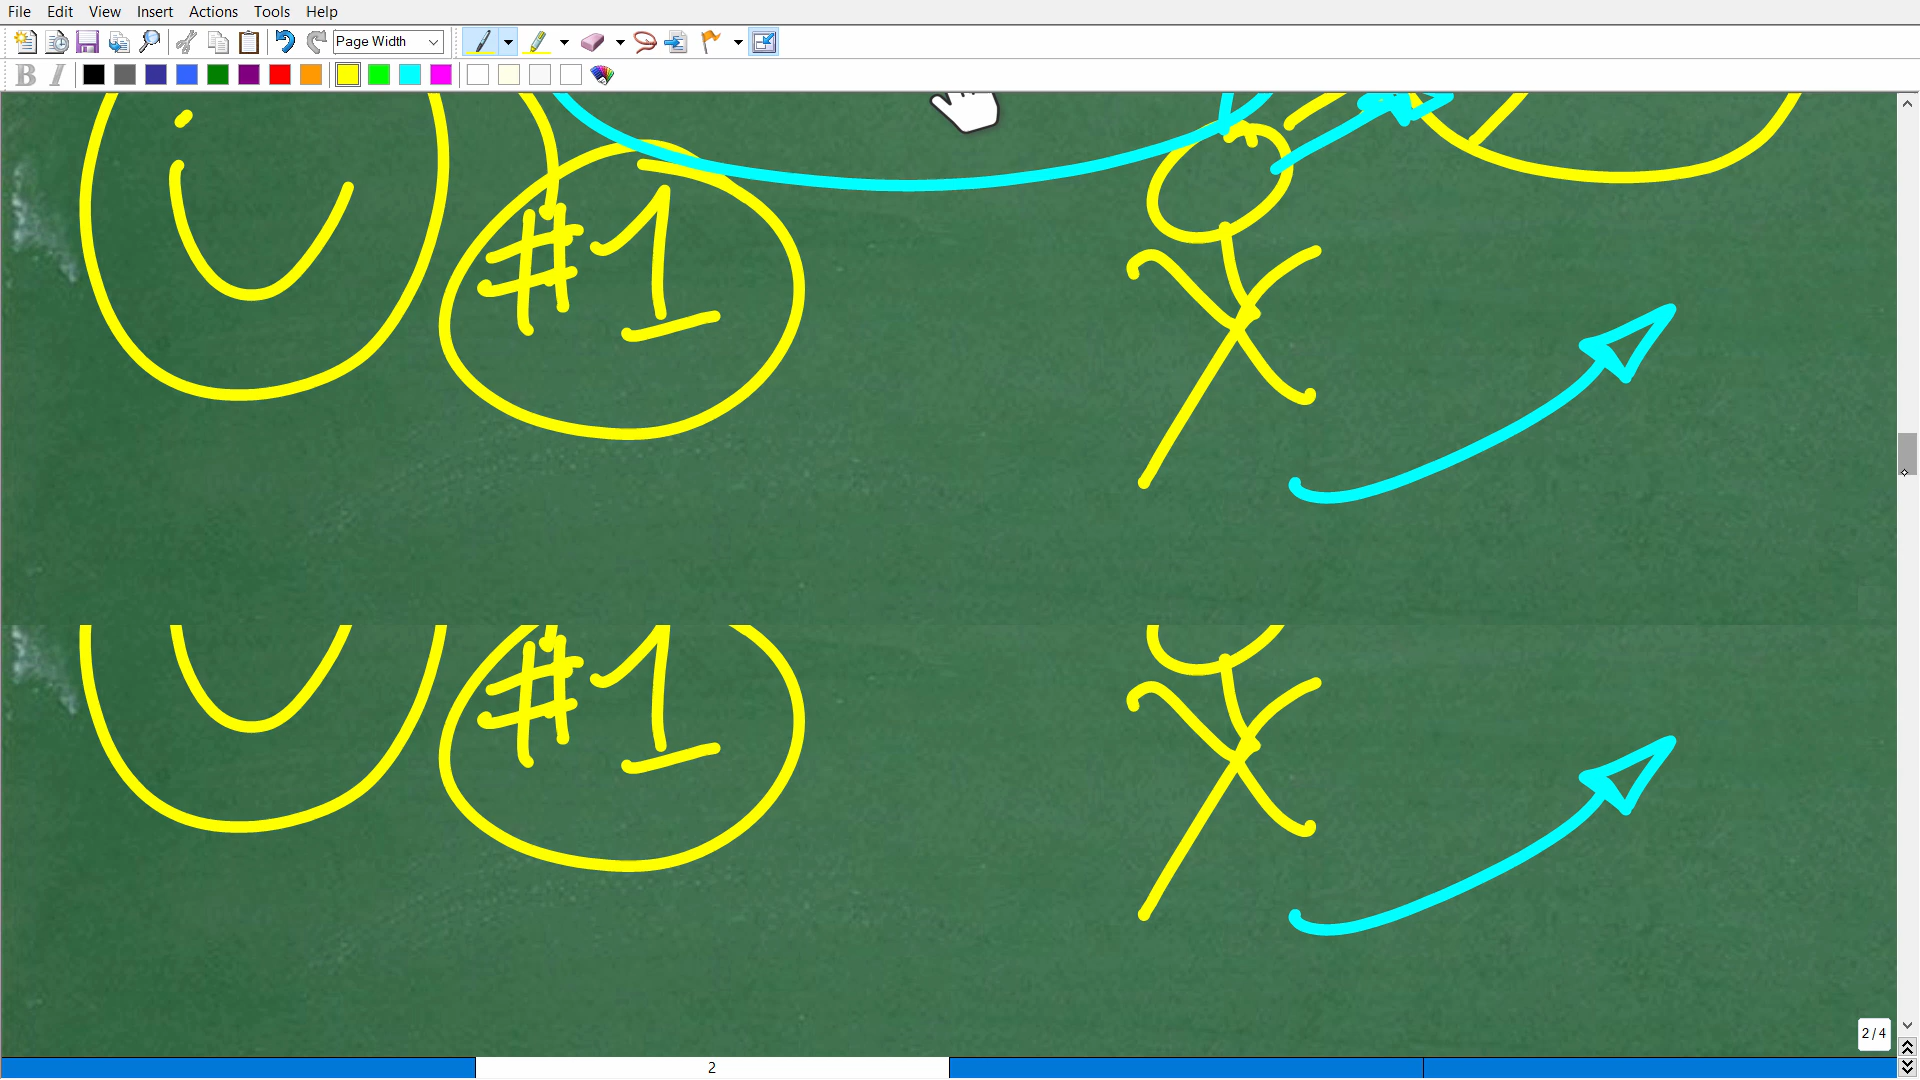 File Edit View Insert Actions Tools Help
Page Width
B I
#1
#1
2 / 4
2